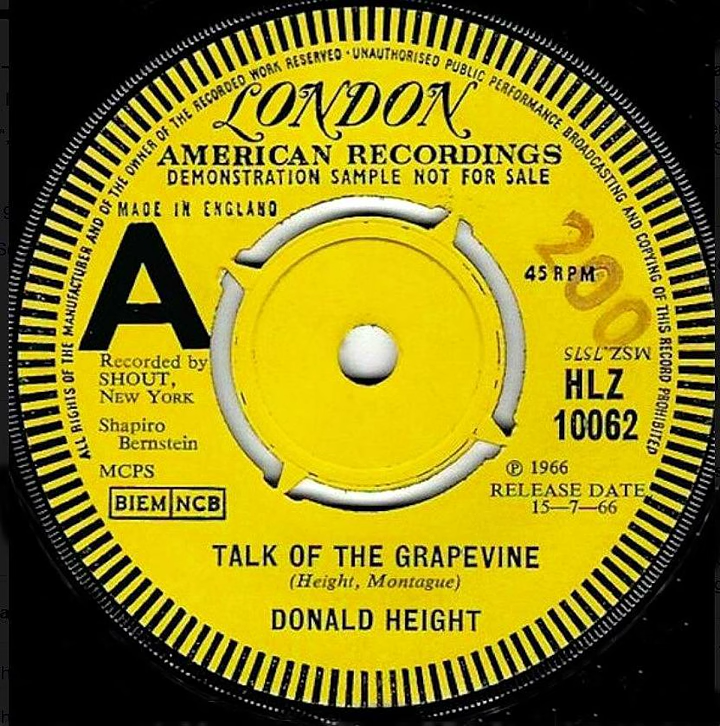 ALL RIGHTS OF THE MANUFACTURER AND OF THE OWNER OF THE RECORDED WORK RESERVED · UNAUTHORISED PUBLIC PERFORMANCE BROADCASTING AND COPYING OF THIS RECORD PROHIBITED
LONDON
AMERICAN RECORDINGS
DEMONSTRATION SAMPLE NOT FOR SALE
MADE IN ENGLAND
A
200
45 RPM
Recorded by
SHOUT,
NEW YORK
MSZ.7575
HLZ
10062
Shapiro
Bernstein
MCPS
BIEM NCB
℗ 1966
RELEASE DATE
15—7—66
TALK OF THE GRAPEVINE
(Height, Montague)
DONALD HEIGHT